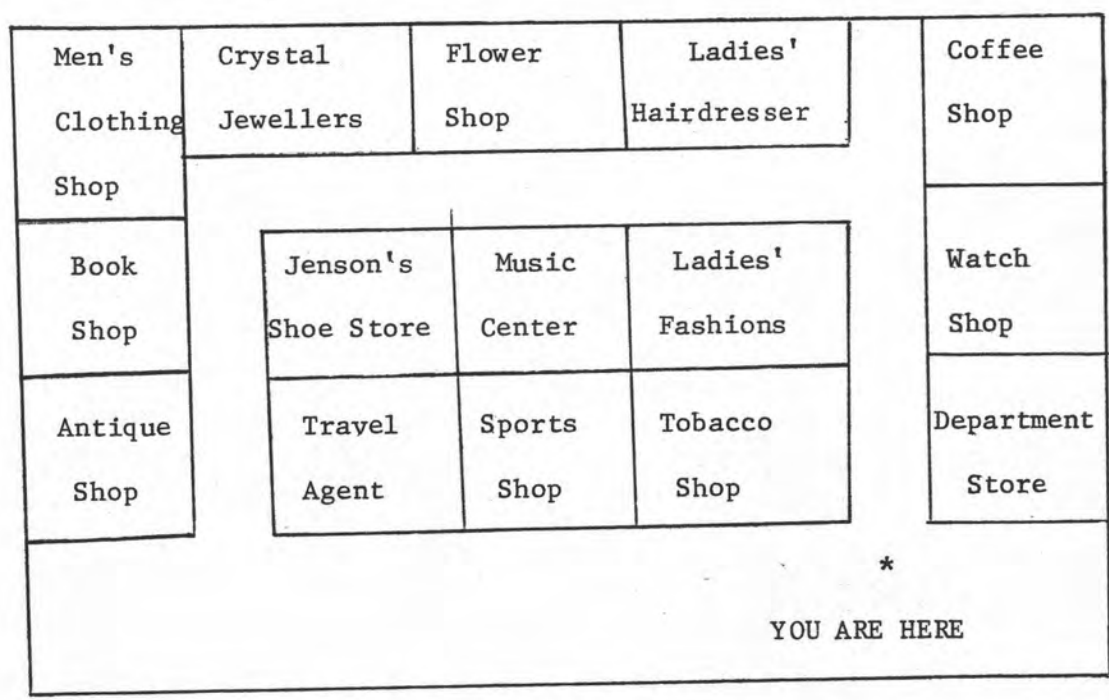 Men's
Clothing
Shop
Crystal
Jewellers
Flower
Shop
Ladies'
Hairdresser
Coffee
Shop
Book
Shop
Jenson's
Shoe Store
Music
Center
Ladies'
Fashions
Watch
Shop
Antique
Shop
Travel
Agent
Sports
Shop
Tobacco
Shop
Department
Store
*
YOU ARE HERE